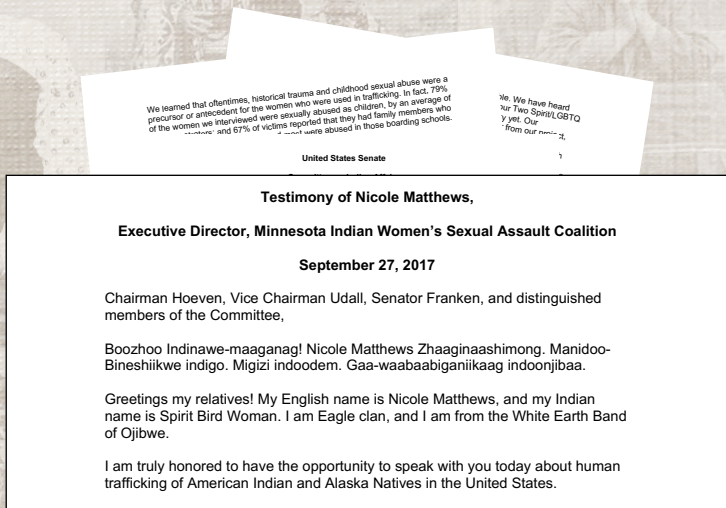 We learned that oftentimes, historical trauma and childhood sexual abuse were a
precursor or antecedent for the women who were used in trafficking. In fact, 79%
of the women we interviewed were sexually abused as children, by an average of
and 67% of victims reported that they had family members who
most were abused in those boarding schools.
We have heard
Two Spirit/LGBTQ
yet. Our
from our
United States Senate
Testimony of Nicole Matthews,
Executive Director, Minnesota Indian Women's Sexual Assault Coalition
September 27, 2017
Chairman Hoeven, Vice Chairman Udall, Senator Franken, and distinguished
members of the Committee,
Boozhoo Indinawe-maaganag! Nicole Matthews Zhaaginaashimong. Manidoo-
Bineshiikwe indigo. Migizi indoodem. Gaa-waabaabiganiikaag indoonjibaa.
Greetings my relatives! My English name is Nicole Matthews, and my Indian
name is Spirit Bird Woman. I am Eagle clan, and I am from the White Earth Band
of Ojibwe.
I am truly honored to have the opportunity to speak with you today about human
trafficking of American Indian and Alaska Natives in the United States.